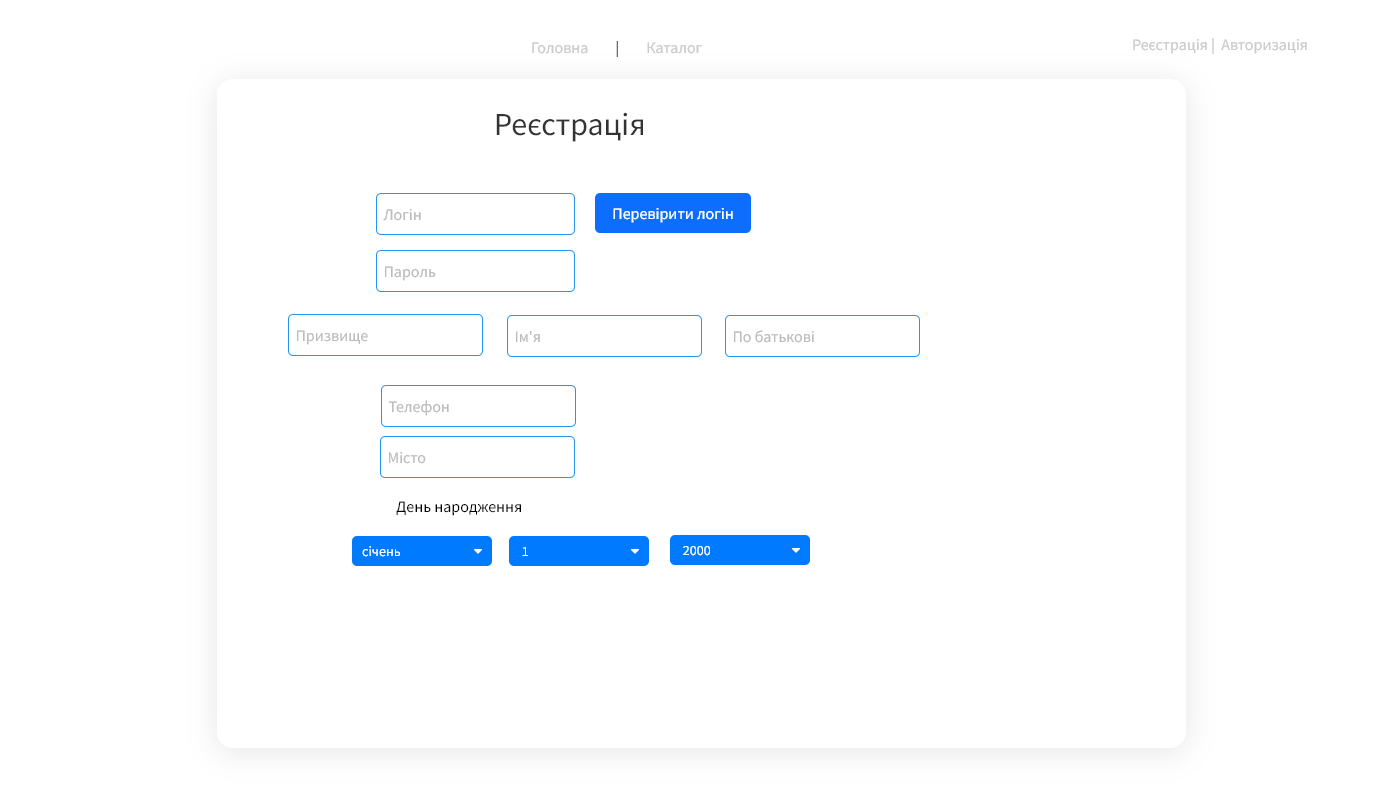 Головна | Каталог
Реєстрація | Авторизація
Реєстрація
Логін
Перевірити логін
Пароль
Призвище
Ім'я
По батькові
Телефон
Місто
День народження
січень
1
2000